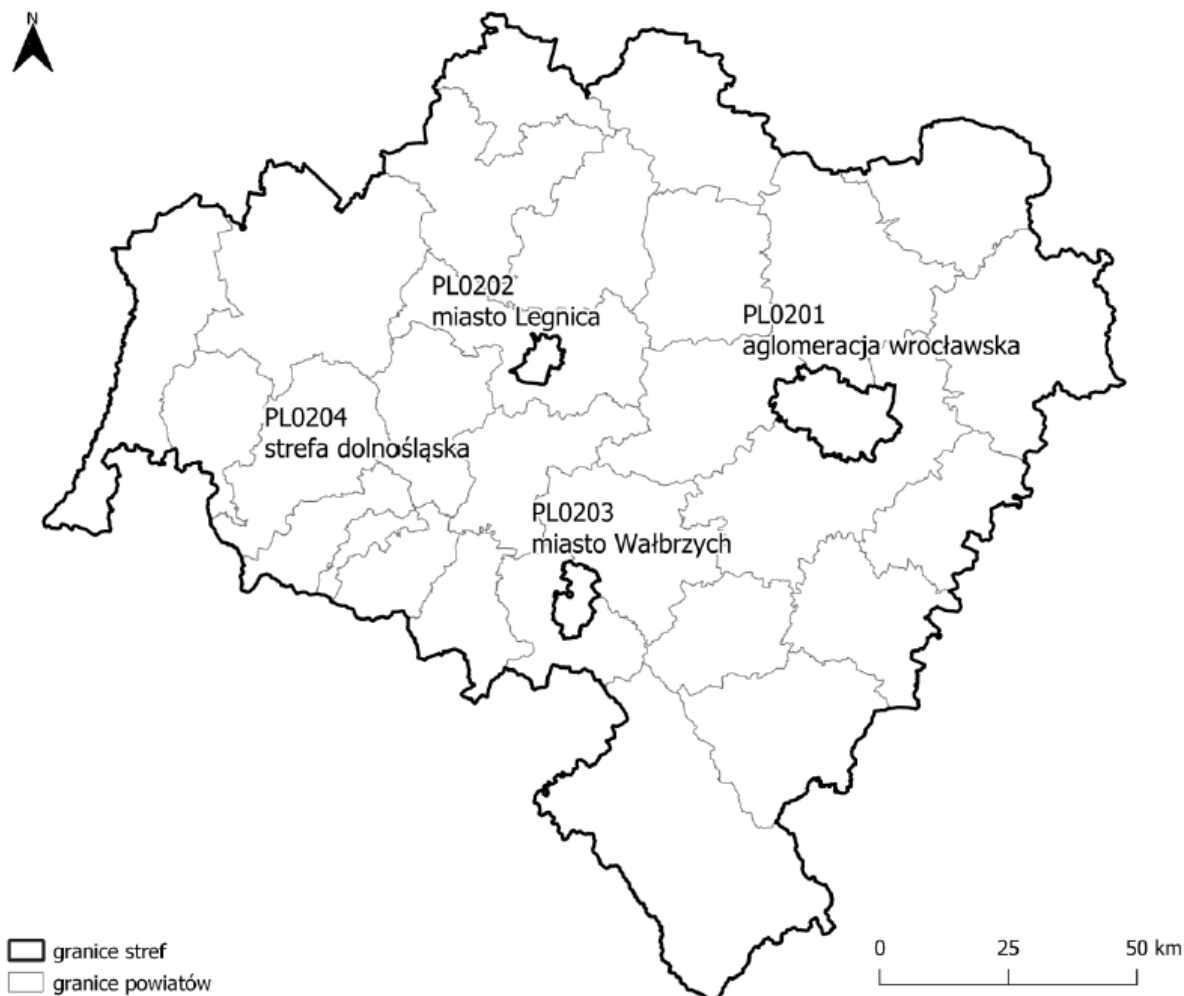 N
PL0202
miasto Legnica
PL0201
aglomeracja wrocławska
PL0204
strefa dolnośląska
PL0203
miasto Wałbrzych
granice stref
granice powiatów
0 25 50 km